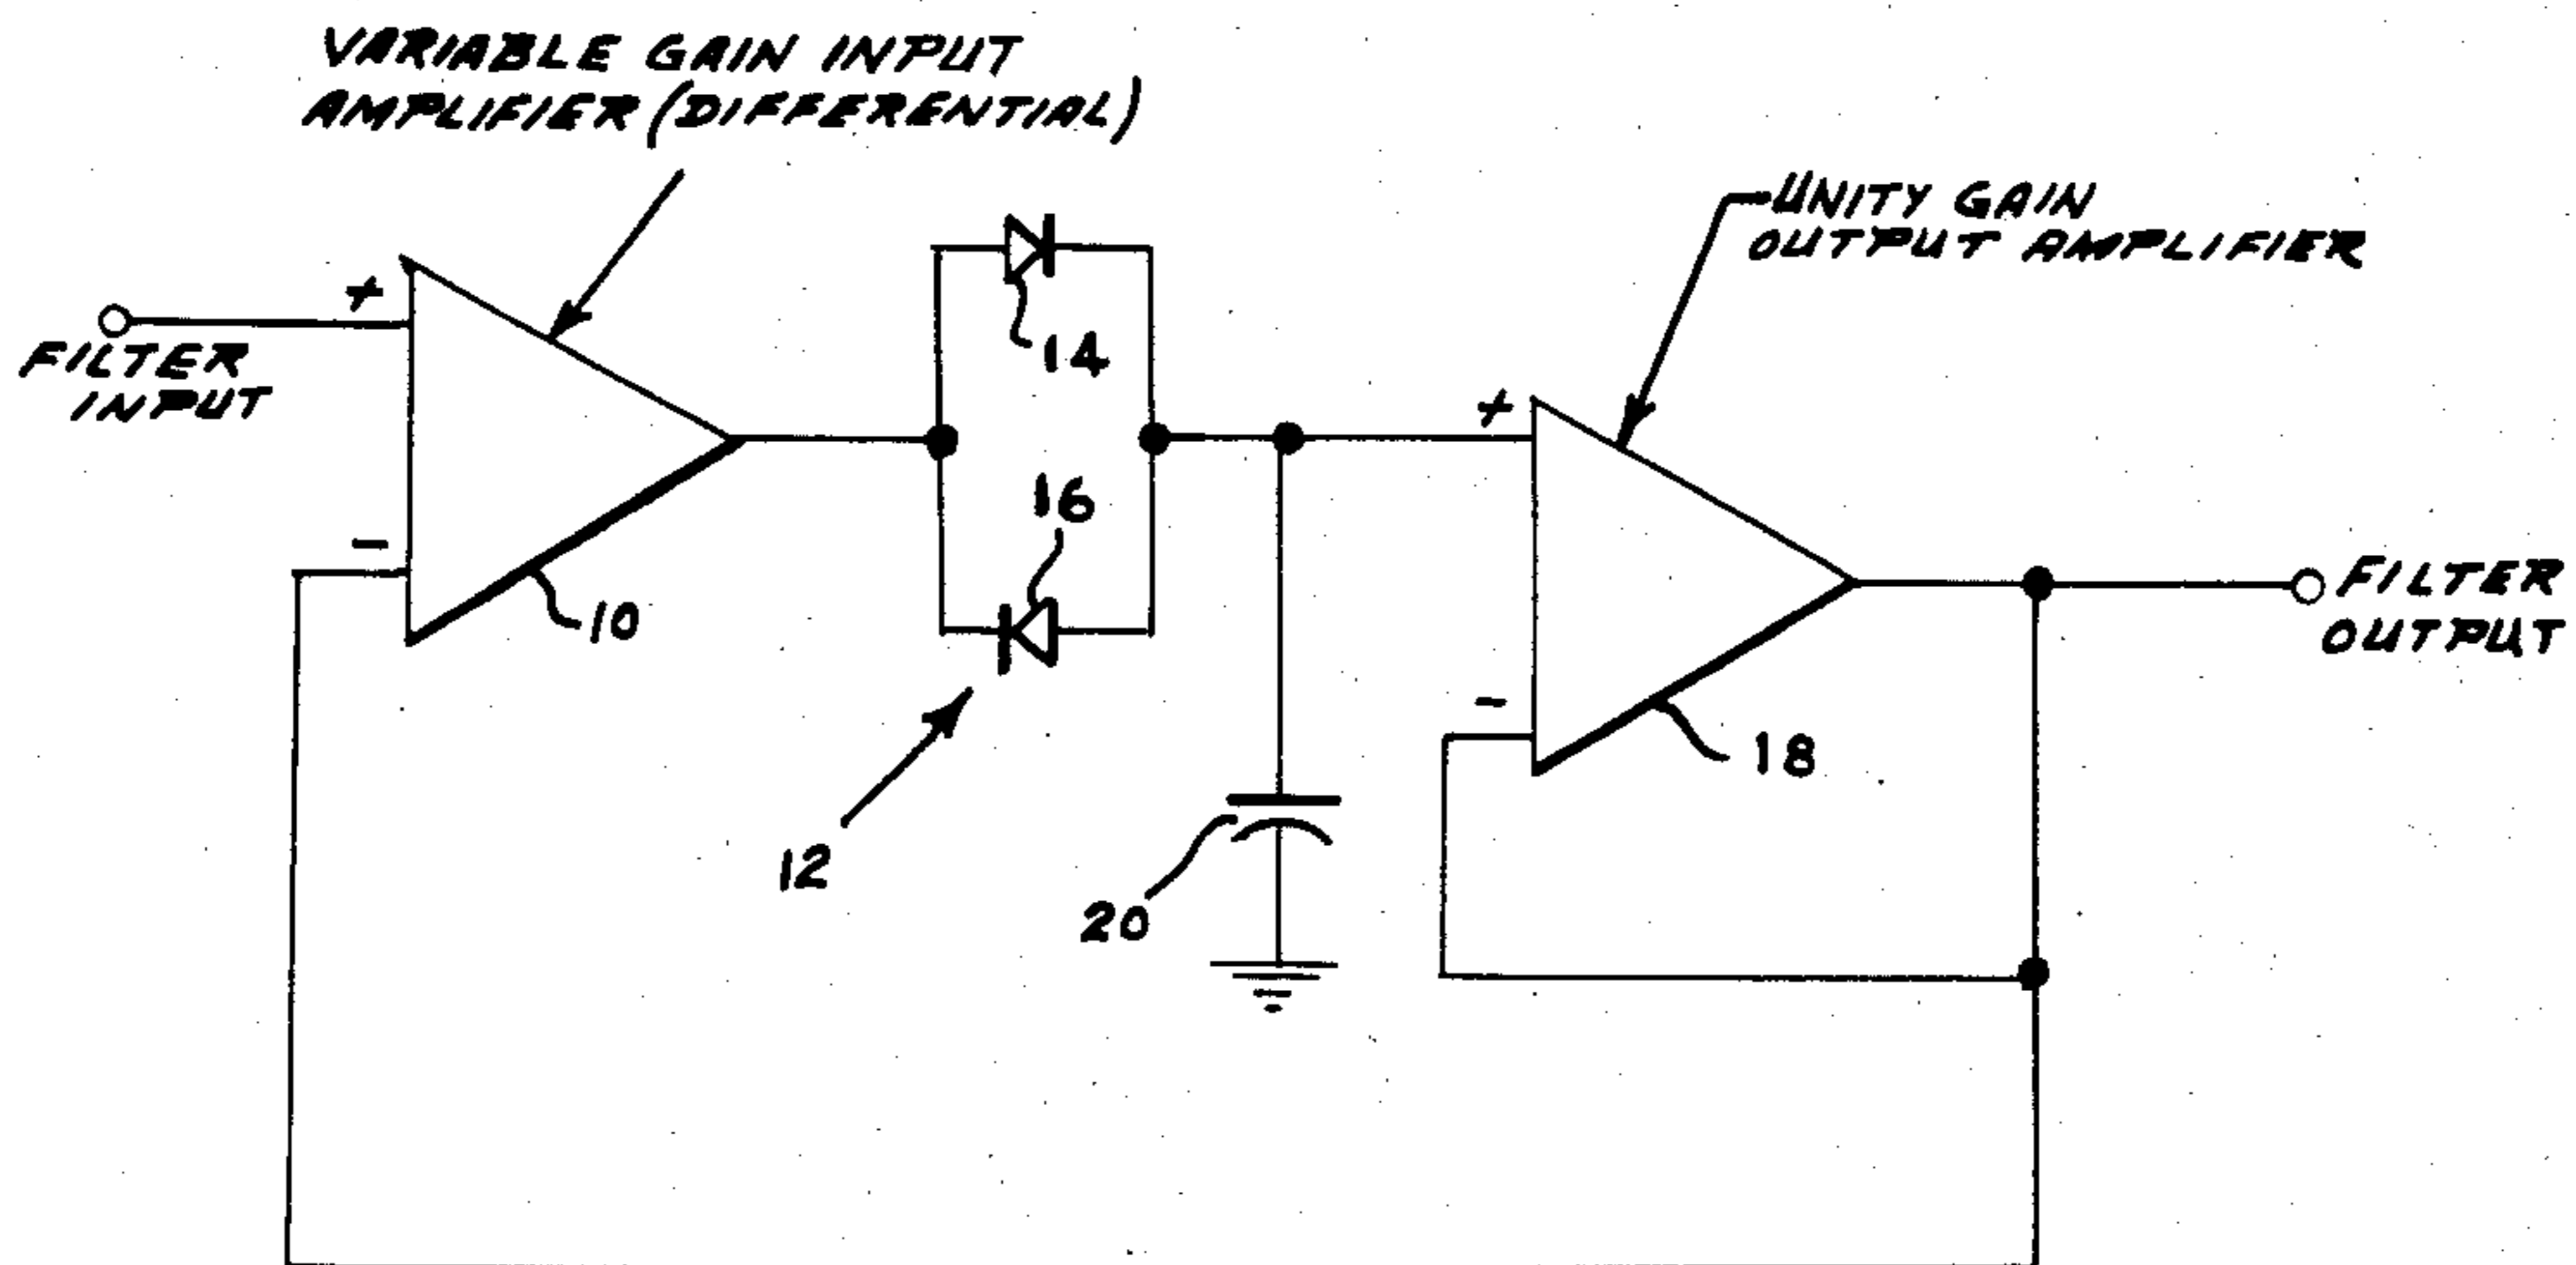 VARIABLE GAIN INPUT
AMPLIFIER (DIFFERENTIAL)
UNITY GAIN
OUTPUT AMPLIFIER
+
FILTER
INPUT
14
+
16
-
10
FILTER
OUTPUT
-
18
12
20